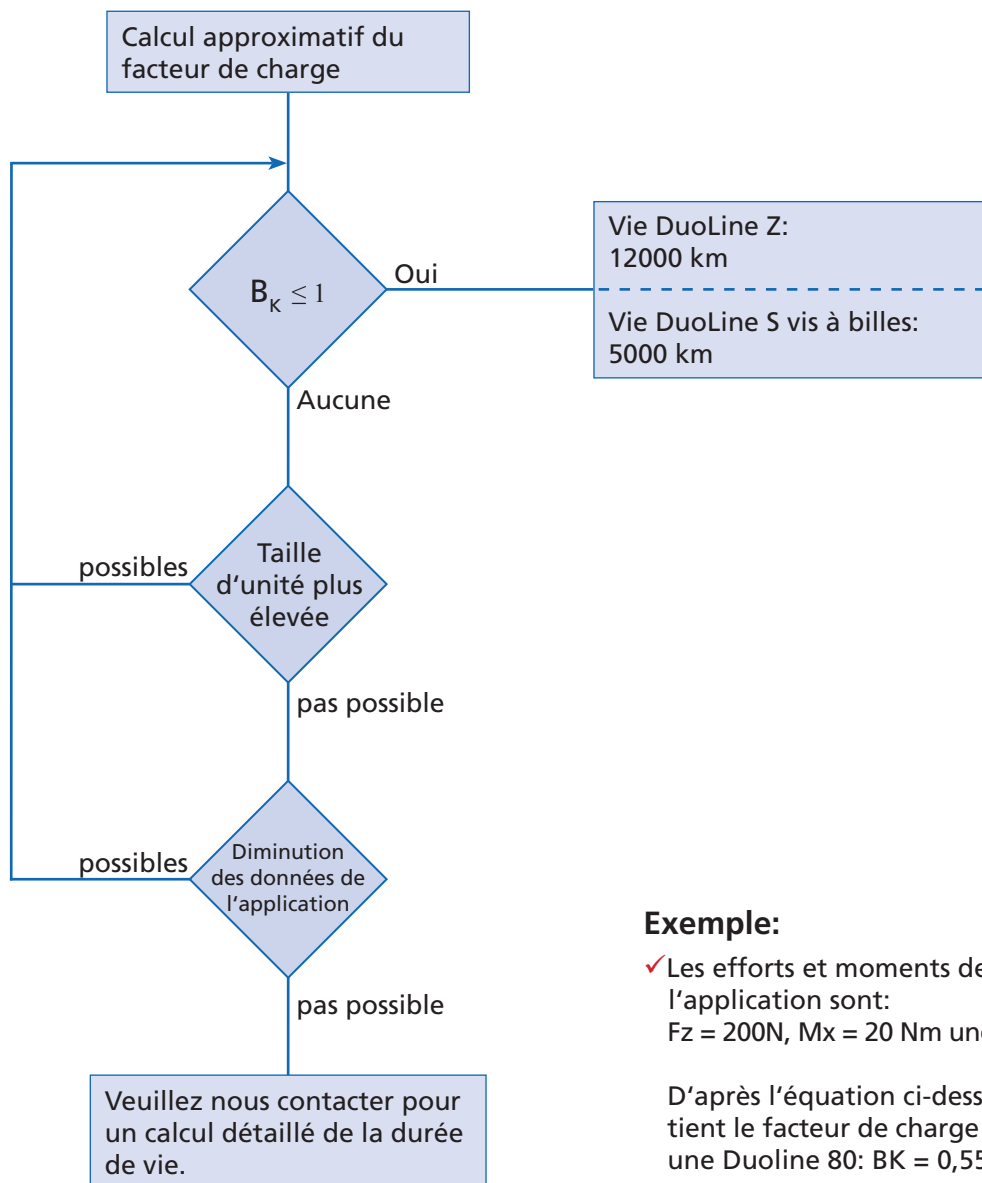 Calcul approximatif du
facteur de charge
Vie DuoLine Z:
12000 km
Oui
B_K ≤ 1
Vie DuoLine S vis à billes:
5000 km
Aucune
Taille
d‘unité plus
élevée
possibles
pas possible
Diminution
des données de
l‘application
possibles
pas possible
Veuillez nous contacter pour
un calcul détaillé de la durée
de vie.
Exemple:
✓Les efforts et moments de
l‘application sont:
Fz = 200N, Mx = 20 Nm
D‘après l‘équation
tient le facteur de charge
une Duoline 80: BK = 0,55